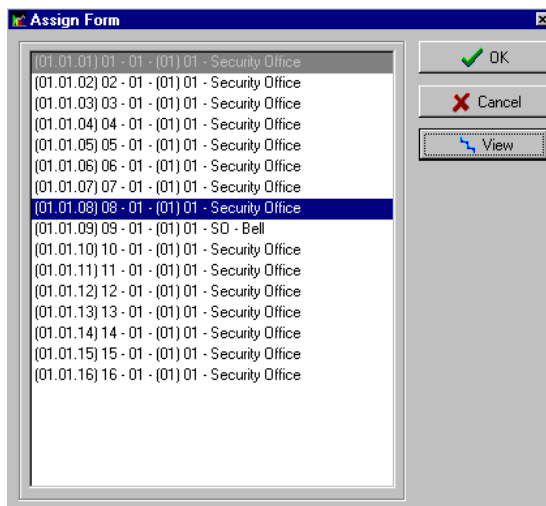 Assign Form
(01.01.01) 01 - 01 - (01) 01 - Security Office
(01.01.02) 02 - 01 - (01) 01 - Security Office
(01.01.03) 03 - 01 - (01) 01 - Security Office
(01.01.04) 04 - 01 - (01) 01 - Security Office
(01.01.05) 05 - 01 - (01) 01 - Security Office
(01.01.06) 06 - 01 - (01) 01 - Security Office
(01.01.07) 07 - 01 - (01) 01 - Security Office
(01.01.08) 08 - 01 - (01) 01 - Security Office
(01.01.09) 09 - 01 - (01) 01 - SO - Bell
(01.01.10) 10 - 01 - (01) 01 - Security Office
(01.01.11) 11 - 01 - (01) 01 - Security Office
(01.01.12) 12 - 01 - (01) 01 - Security Office
(01.01.13) 13 - 01 - (01) 01 - Security Office
(01.01.14) 14 - 01 - (01) 01 - Security Office
(01.01.15) 15 - 01 - (01) 01 - Security Office
(01.01.16) 16 - 01 - (01) 01 - Security Office
OK
Cancel
View